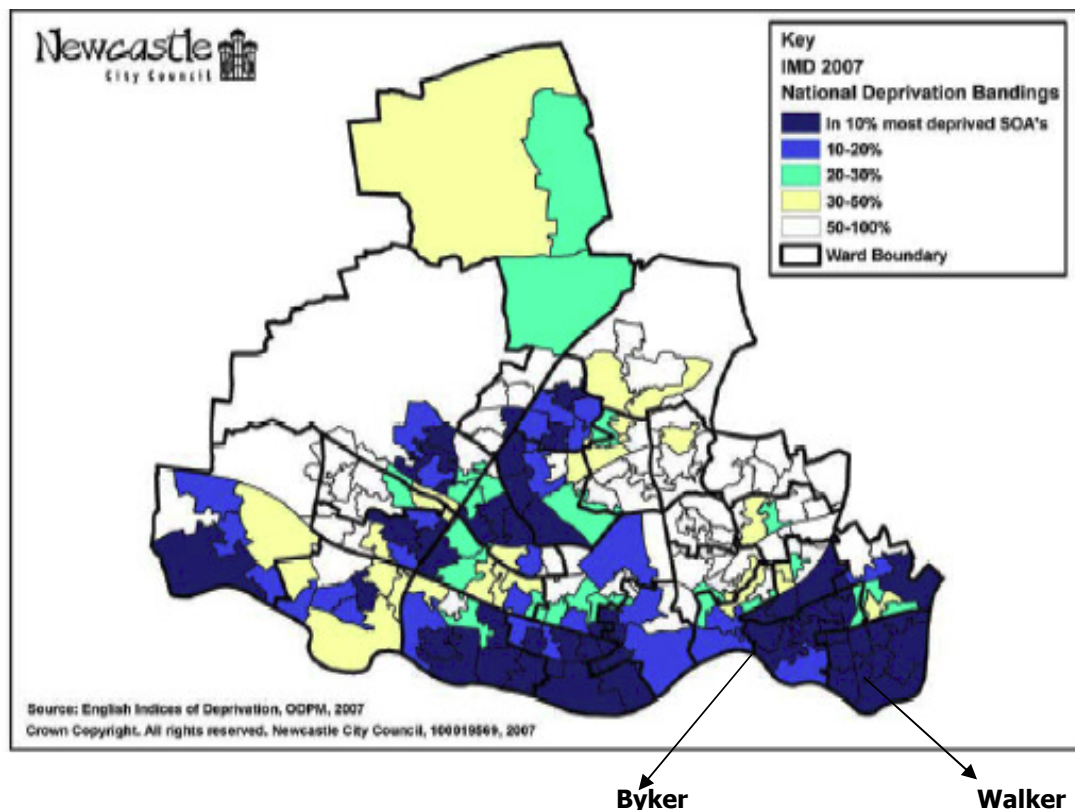 Newcastle
City Council
Key
IMD 2007
National Deprivation Bandings
In 10% most deprived SOA's
10-20%
20-30%
30-50%
50-100%
Ward Boundary
Source: English Indices of Deprivation, ODPM, 2007
Crown Copyright. All rights reserved. Newcastle City Council, 100019569, 2007
Byker
Walker